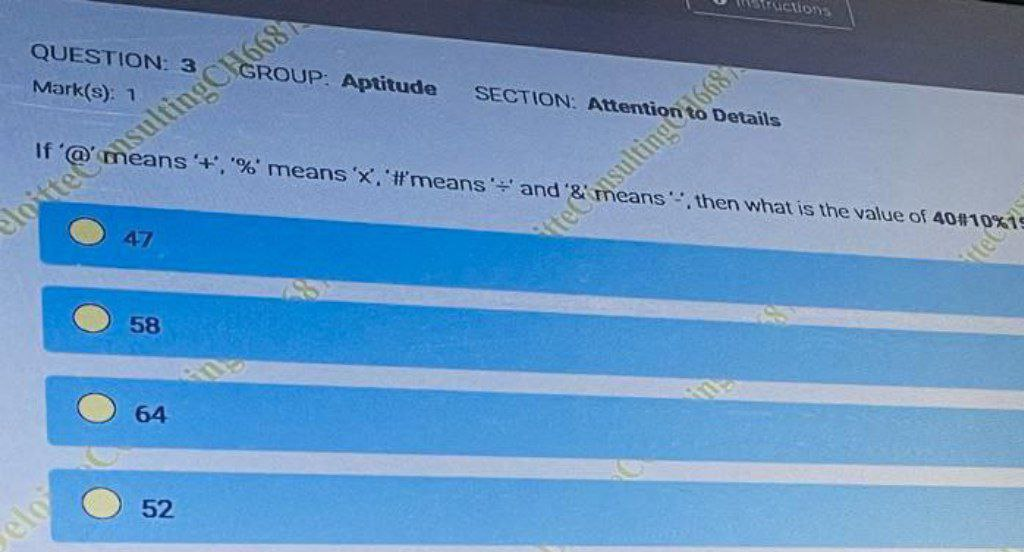 Instructions
QUESTION: 3 GROUP: Aptitude SECTION: Attention to Details
Mark(s): 1
If '@' means '+', '%' means 'x', '#'means '÷' and '&' means '-', then what is the value of 40#10%1
47
58
64
52